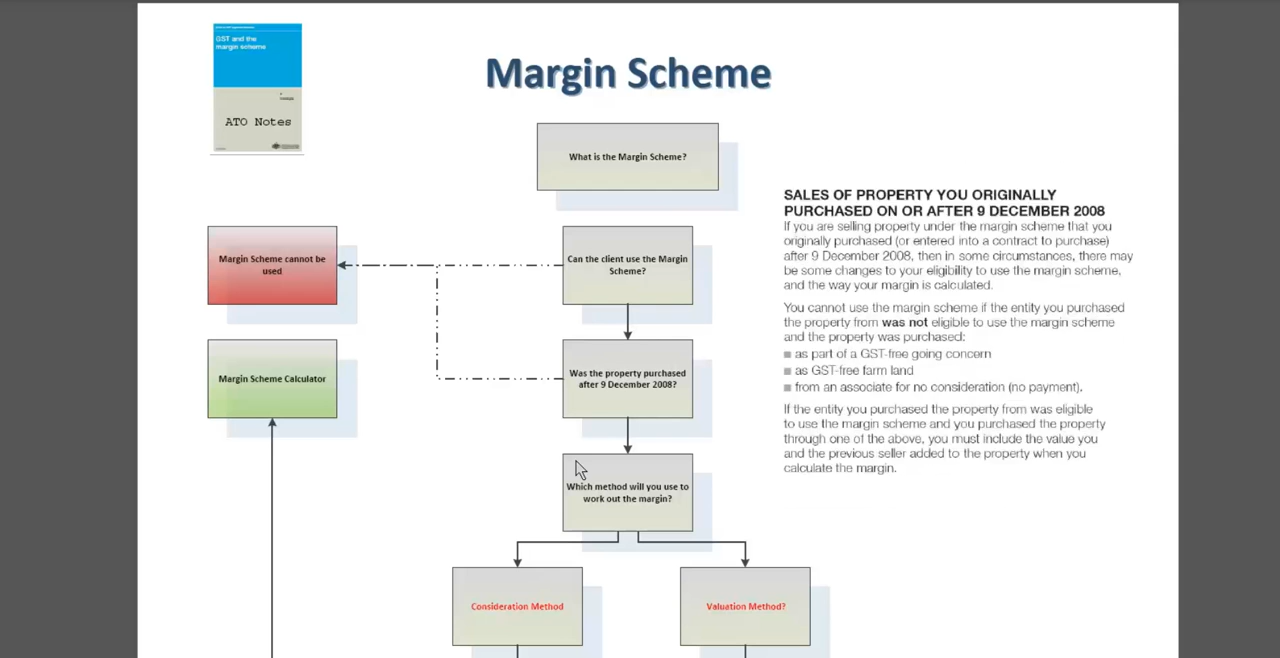 GST and the
margin scheme
ATO Notes
Margin Scheme
What is the Margin Scheme?
Margin Scheme cannot be
used
Can the client use the Margin
Scheme?
Margin Scheme Calculator
Was the property purchased
after 9 December 2008?
Which method will you use to
work out the margin?
Consideration Method
Valuation Method?
SALES OF PROPERTY YOU ORIGINALLY
PURCHASED ON OR AFTER 9 DECEMBER 2008
If you are selling property under the margin scheme that you
originally purchased (or entered into a contract to purchase)
after 9 December 2008, then in some circumstances, there may
be some changes to your eligibility to use the margin scheme,
and the way your margin is calculated.
You cannot use the margin scheme if the entity you purchased
the property from was not eligible to use the margin scheme
and the property was purchased:
■ as part of a GST-free going concern
■ as GST-free farm land
■ from an associate for no consideration (no payment).
If the entity you purchased the property from was eligible
to use the margin scheme and you purchased the property
through one of the above, you must include the value you
and the previous seller added to the property when you
calculate the margin.